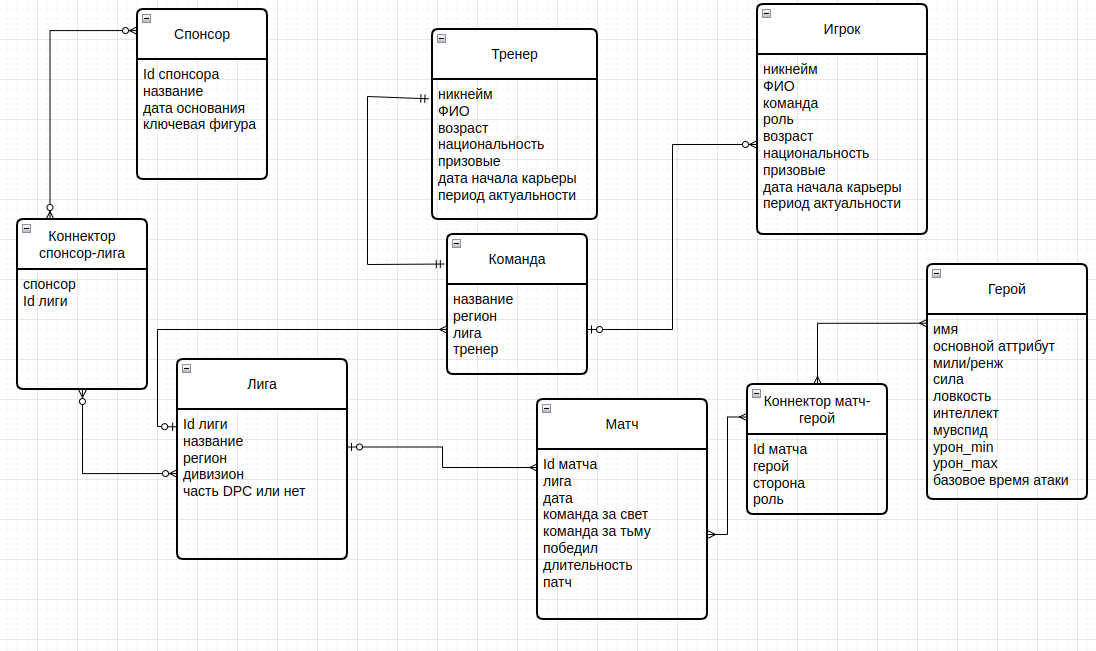 Спонсор
Id спонсора
название
дата основания
ключевая фигура
Тренер
никнейм
ФИО
возраст
национальность
призовые
дата начала карьеры
период актуальности
Игрок
никнейм
ФИО
команда
роль
возраст
национальность
призовые
дата начала карьеры
период актуальности
Коннектор
спонсор-лига
спонсор
Id лиги
Команда
название
регион
лига
тренер
Герой
имя
основной аттрибут
мили/ренж
сила
ловкость
интеллект
мувспид
урон_min
урон_max
базовое время атаки
Лига
Id лиги
название
регион
дивизион
часть DPC или нет
Матч
Id матча
лига
дата
команда за свет
команда за тьму
победил
длительность
патч
Коннектор матч-
герой
Id матча
герой
сторона
роль